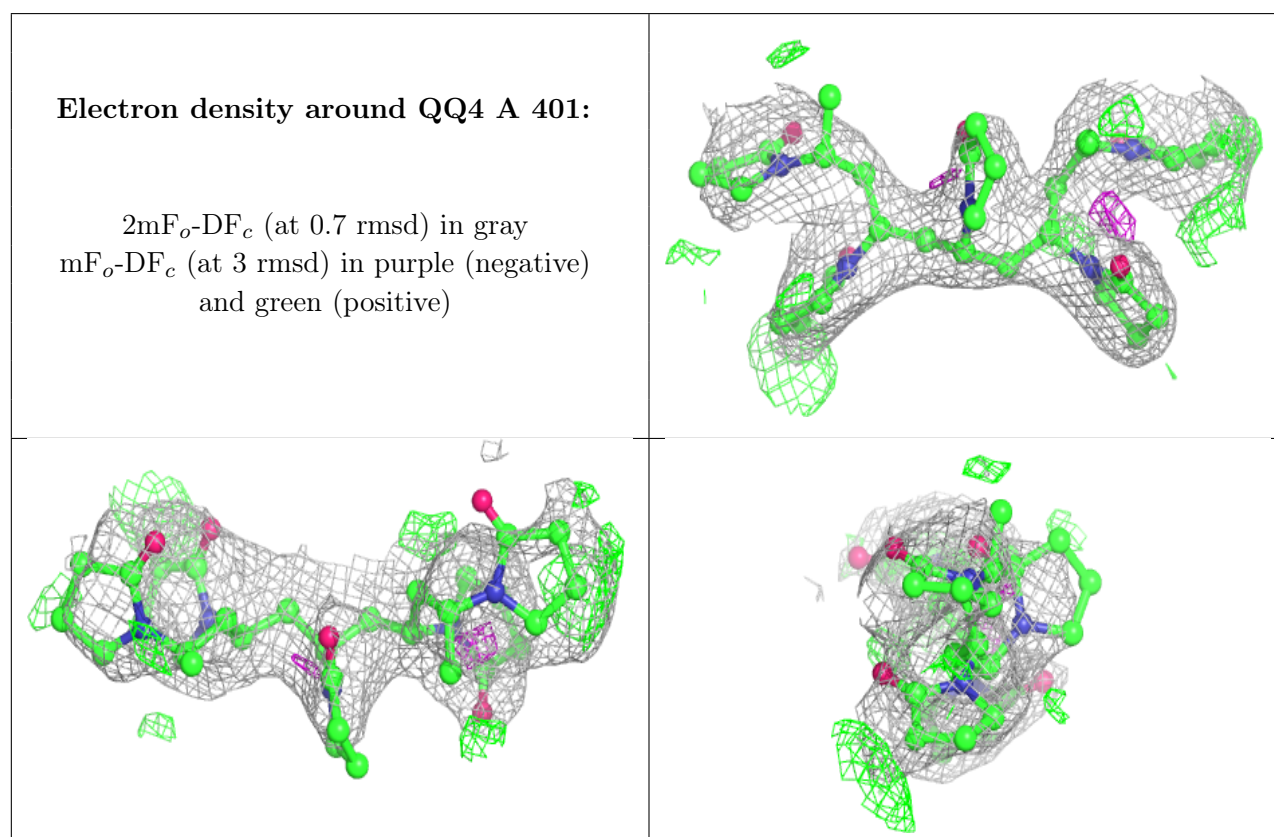 Electron density around QQ4 A 401:
2mFₒ-DF𝒸 (at 0.7 rmsd) in gray
mFₒ-DF𝒸 (at 3 rmsd) in purple (negative)
and green (positive)